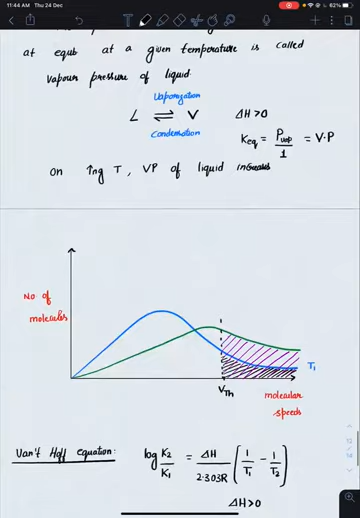 11:44 AM Thu 24 Dec
62%
at equb at a given temperature is called
vapour pressure of liquid
Vaporization
L ⇌ V ΔH>0
Condensation
Keq = Pvap/1 = V.P
on ↑ng T, VP of liquid increases
No of
molecules
T1
VTh
molecular
speeds
Van't Hoff equation:
log K2/K1 = ΔH/2.303R (1/T1 - 1/T2)
ΔH>0